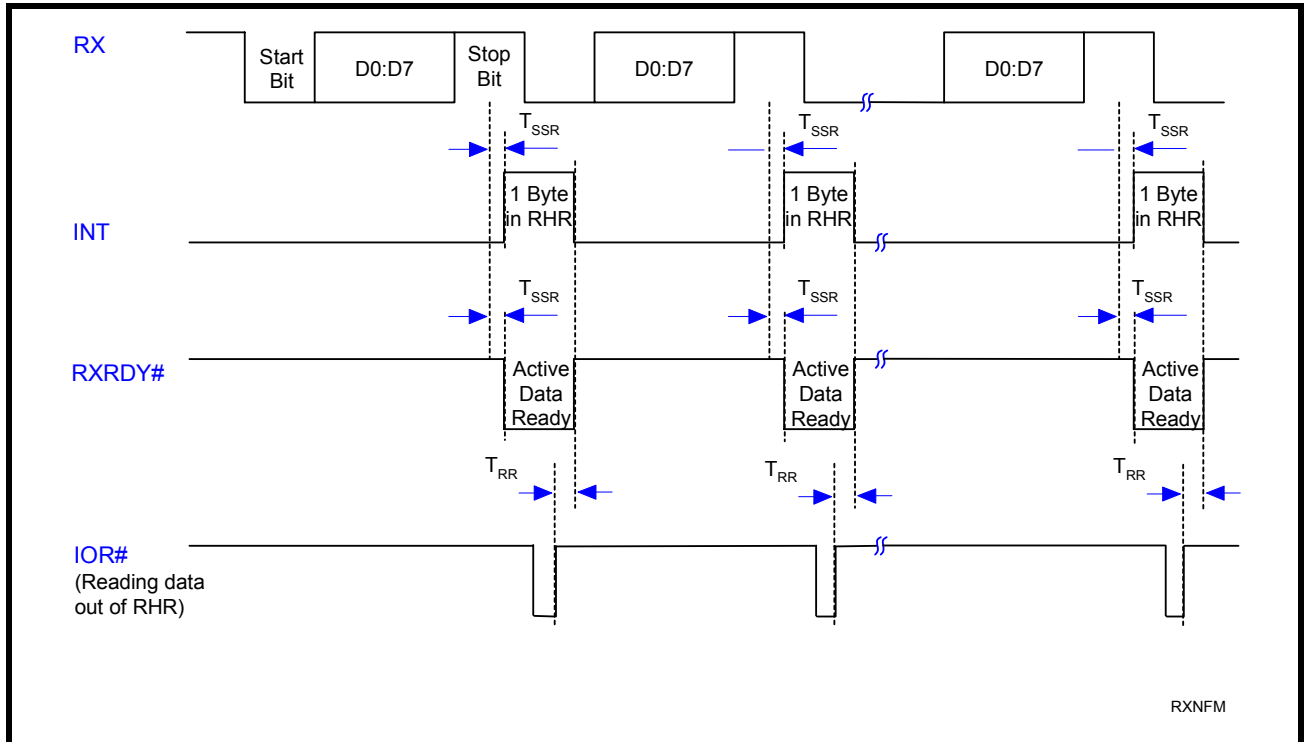 RX
Start
Bit
D0:D7
Stop
Bit
D0:D7
D0:D7
TSSR
TSSR
TSSR
INT
1 Byte
in RHR
1 Byte
in RHR
1 Byte
in RHR
TSSR
TSSR
TSSR
RXRDY#
Active
Data
Ready
Active
Data
Ready
Active
Data
Ready
TRR
TRR
TRR
IOR#
(Reading data
out of RHR)
RXNFM